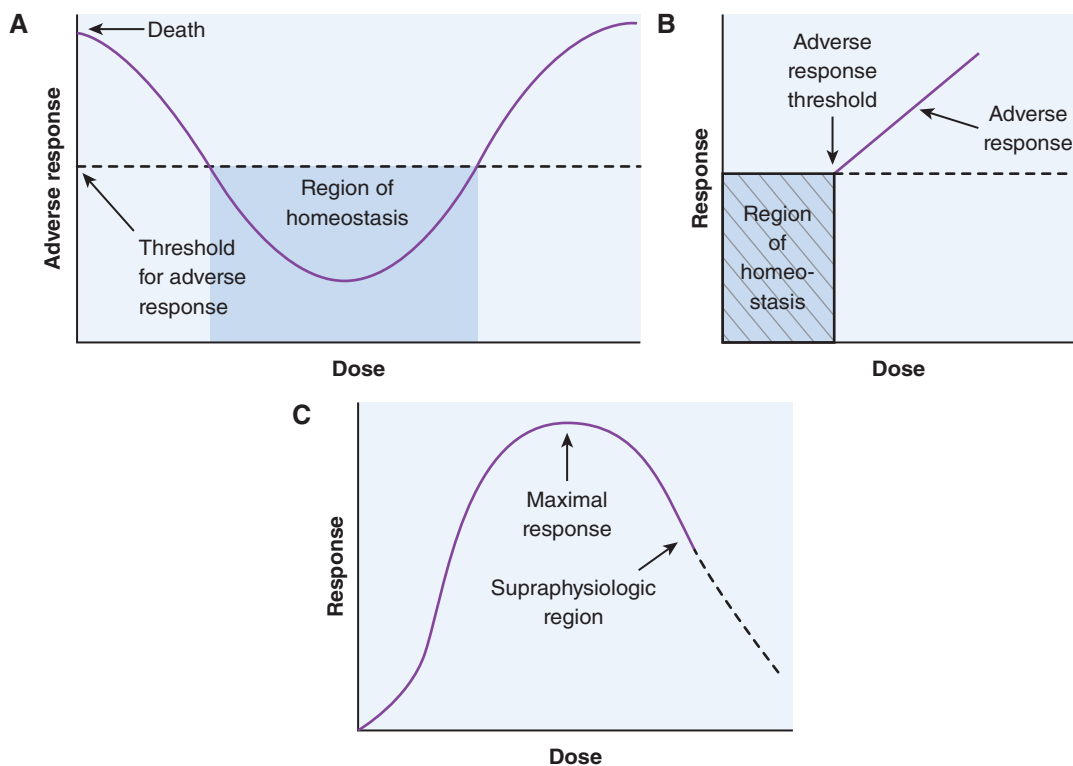 A
Death
Adverse response
Region of
homeostasis
Threshold
for adverse
response
Dose
B
Adverse
response
threshold
Adverse
response
Response
Region
of
homeo-
stasis
Dose
C
Maximal
response
Supraphysiologic
region
Response
Dose